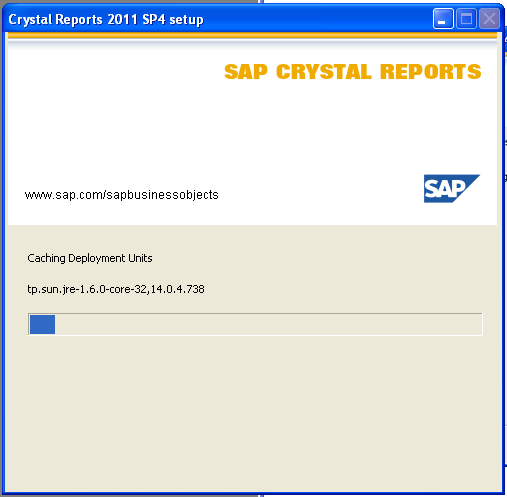 Crystal Reports 2011 SP4 setup
SAP CRYSTAL REPORTS
www.sap.com/sapbusinessobjects
SAP
Caching Deployment Units
tp.sun.jre-1.6.0-core-32,14.0.4.738